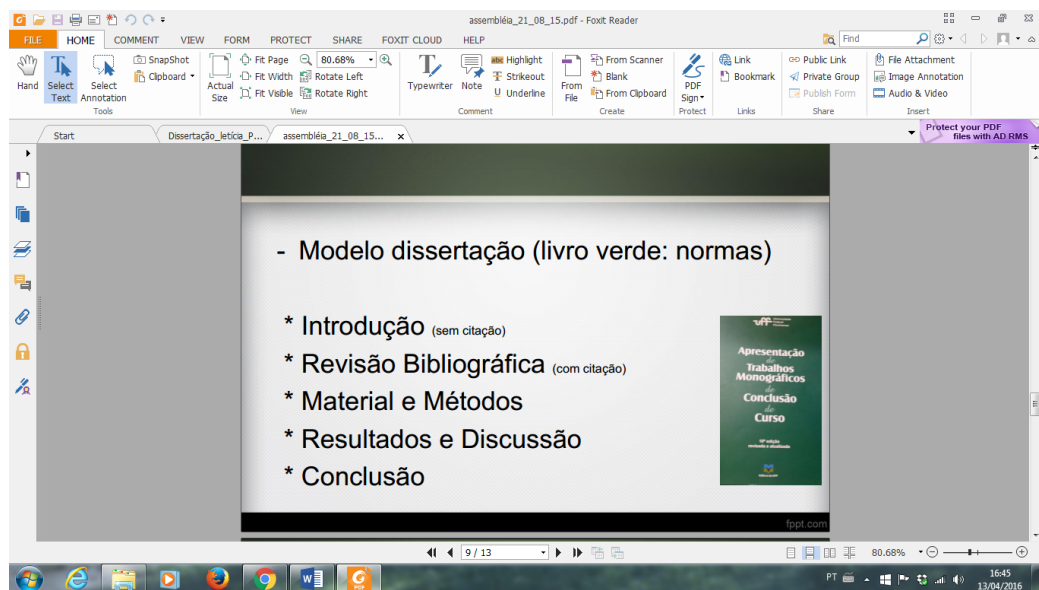 assembléia_21_08_15.pdf - Foxit Reader
FILE HOME COMMENT VIEW FORM PROTECT SHARE FOXIT CLOUD HELP Find
Hand
Select Text
Select Annotation
SnapShot
Clipboard
Tools
Actual Size
Fit Page
Fit Width
Fit Visible
80.68%
Rotate Left
Rotate Right
View
Typewriter
Note
Highlight
Strikeout
Underline
Comment
From File
From Scanner
Blank
From Clipboard
Create
PDF Sign
Protect
Link
Bookmark
Links
Public Link
Private Group
Publish Form
Share
File Attachment
Image Annotation
Audio & Video
Insert
Start Dissertação_letícia_P... assembléia_21_08_15... x
Protect your PDF
files with AD RMS
- Modelo dissertação (livro verde: normas)
* Introdução (sem citação)
* Revisão Bibliográfica (com citação)
* Material e Métodos
* Resultados e Discussão
* Conclusão
uff
Apresentação
de
Trabalhos
Monográficos
de
Conclusão
de
Curso
fppt.com
9 / 13
80.68%
PT
16:45
13/04/2016